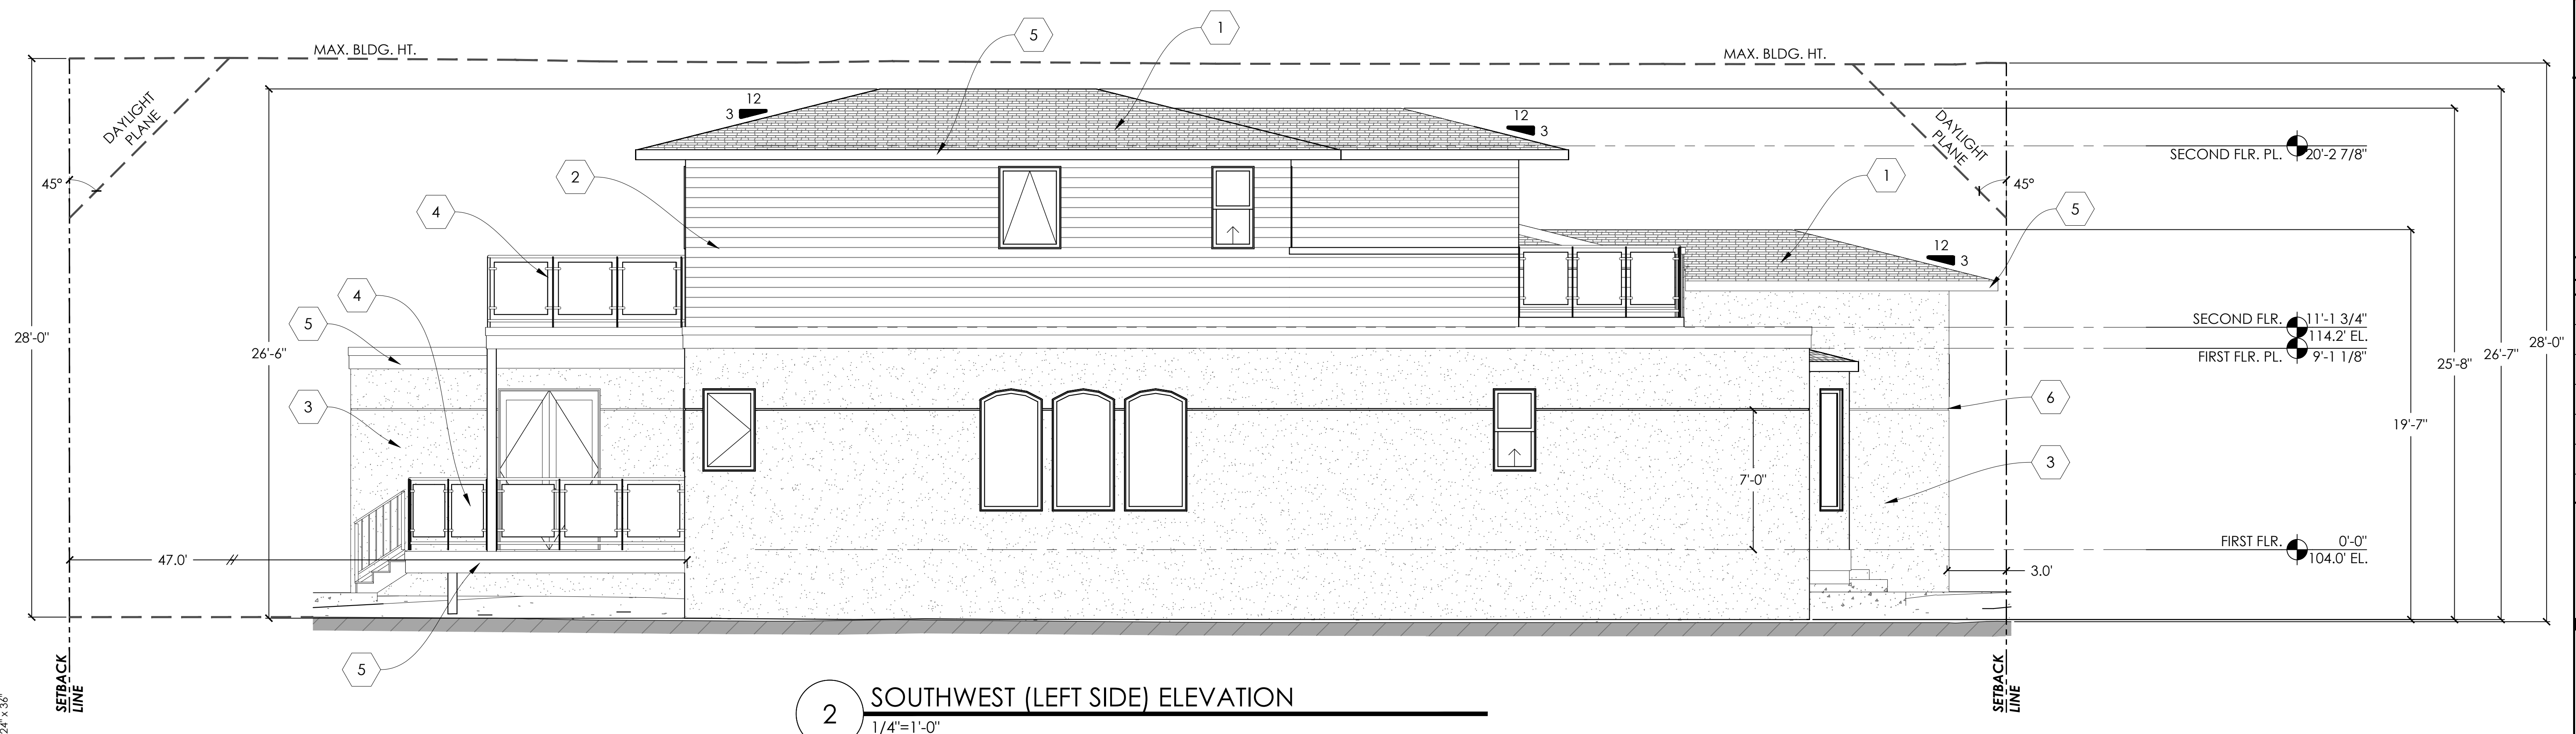 MAX. BLDG. HT.
5
1
MAX. BLDG. HT.
DAYLIGHT
PLANE
12
3
12
3
DAYLIGHT
PLANE
SECOND FLR. PL. 20'-2 7/8"
45°
2
1
45°
4
5
12
3
4
5
28'-0"
26'-6"
SECOND FLR. 11'-1 3/4"
114.2' EL.
FIRST FLR. PL. 9'-1 1/8"
25'-8"
26'-7"
28'-0"
3
6
19'-7"
3
7'-0"
FIRST FLR. 0'-0"
104.0' EL.
47.0'
3.0'
5
SETBACK
LINE
SETBACK
LINE
24" x 36"
2
SOUTHWEST (LEFT SIDE) ELEVATION
1/4"=1'-0"